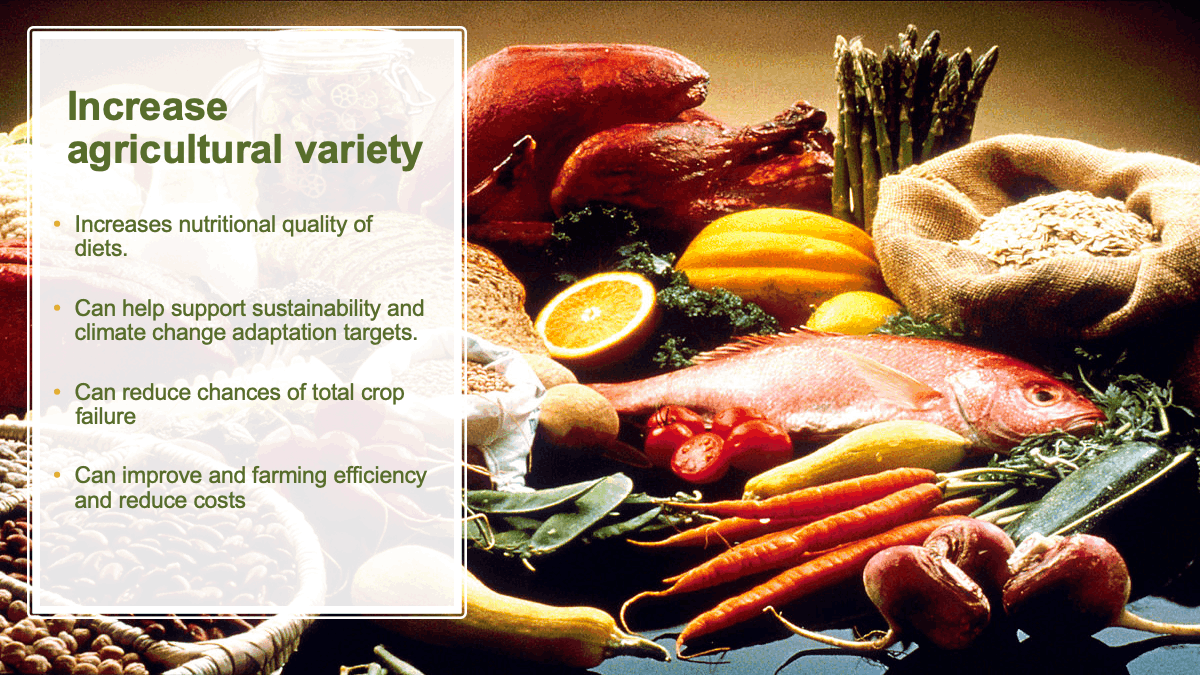 Increase
agricultural variety
• Increases nutritional quality of
diets.
• Can help support sustainability and
climate change adaptation targets.
• Can reduce chances of total crop
failure
• Can improve and farming efficiency
and reduce costs